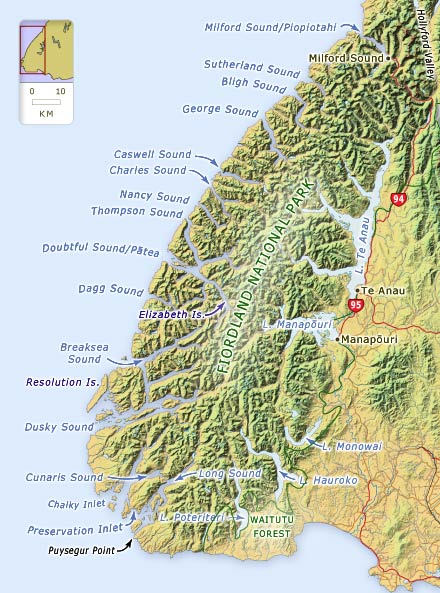 Milford Sound/Piopiotahi
Hollyford Valley
Milford Sound
Sutherland Sound
Bligh Sound
0 10
KM
George Sound
Caswell Sound
Charles Sound
FIORDLAND NATIONAL PARK
94
Nancy Sound
Thompson Sound
L. Te Anau
Doubtful Sound/Pātea
Dagg Sound
Te Anau
95
Elizabeth Is.
L. Manapōuri
Manapōuri
Breaksea
Sound
Resolution Is.
Dusky Sound
L. Monowai
Cunaris Sound
Long Sound
L. Hauroko
Chalky Inlet
L. Poteriteri
WAITUTU
FOREST
Preservation Inlet
Puysegur Point